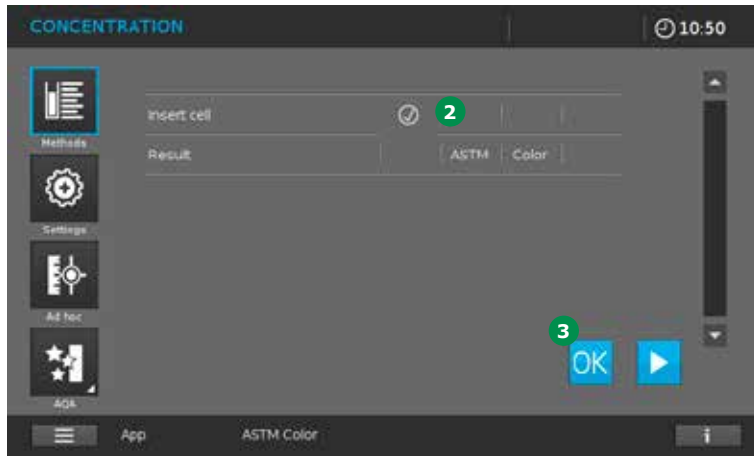 CONCENTRATION 10:50
Methods
Insert cell 2
Result ASTM Color
Settings
Ad hoc
3
OK
AQA
App ASTM Color i